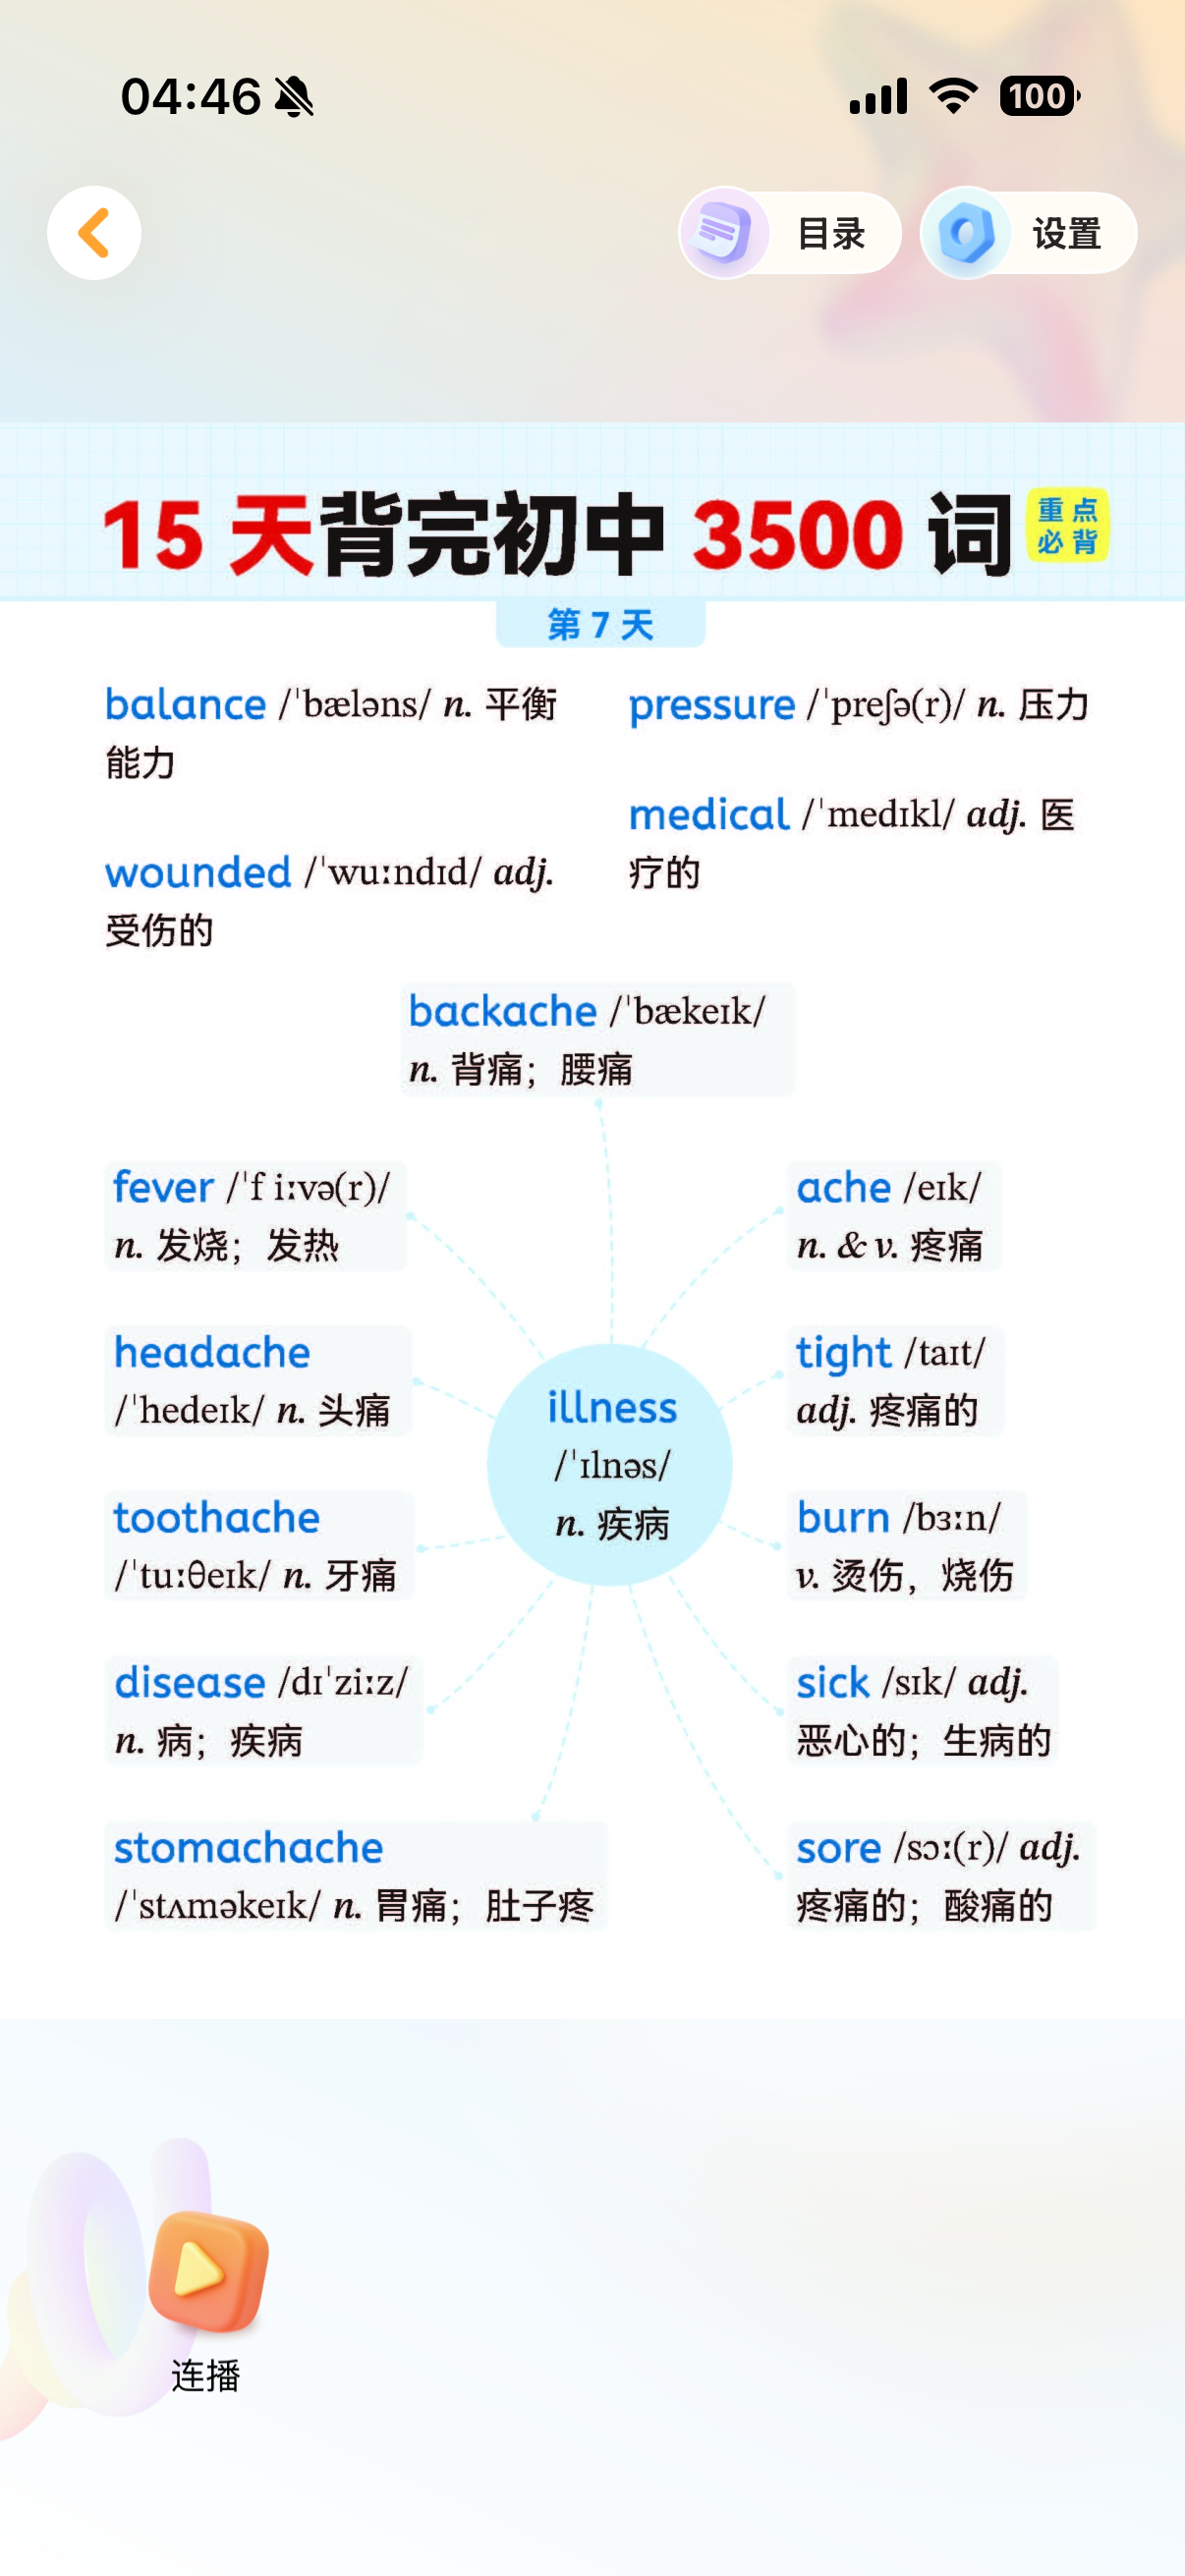 04:46
100
目录
设置
15 天背完初中 3500 词
重点
必背
第 7 天
balance /ˈbæləns/ n. 平衡
能力
wounded /ˈwuːndɪd/ adj.
受伤的
pressure /ˈpreʃə(r)/ n. 压力
medical /ˈmedɪkl/ adj. 医
疗的
backache /ˈbækeɪk/
n. 背痛；腰痛
fever /ˈf iːvə(r)/
n. 发烧；发热
headache
/ˈhedeɪk/ n. 头痛
toothache
/ˈtuːθeɪk/ n. 牙痛
disease /dɪˈziːz/
n. 病；疾病
stomachache
/ˈstʌməkeɪk/ n. 胃痛；肚子疼
illness
/ˈɪlnəs/
n. 疾病
ache /eɪk/
n. & v. 疼痛
tight /taɪt/
adj. 疼痛的
burn /bɜːn/
v. 烫伤，烧伤
sick /sɪk/ adj.
恶心的；生病的
sore /sɔː(r)/ adj.
疼痛的；酸痛的
连播